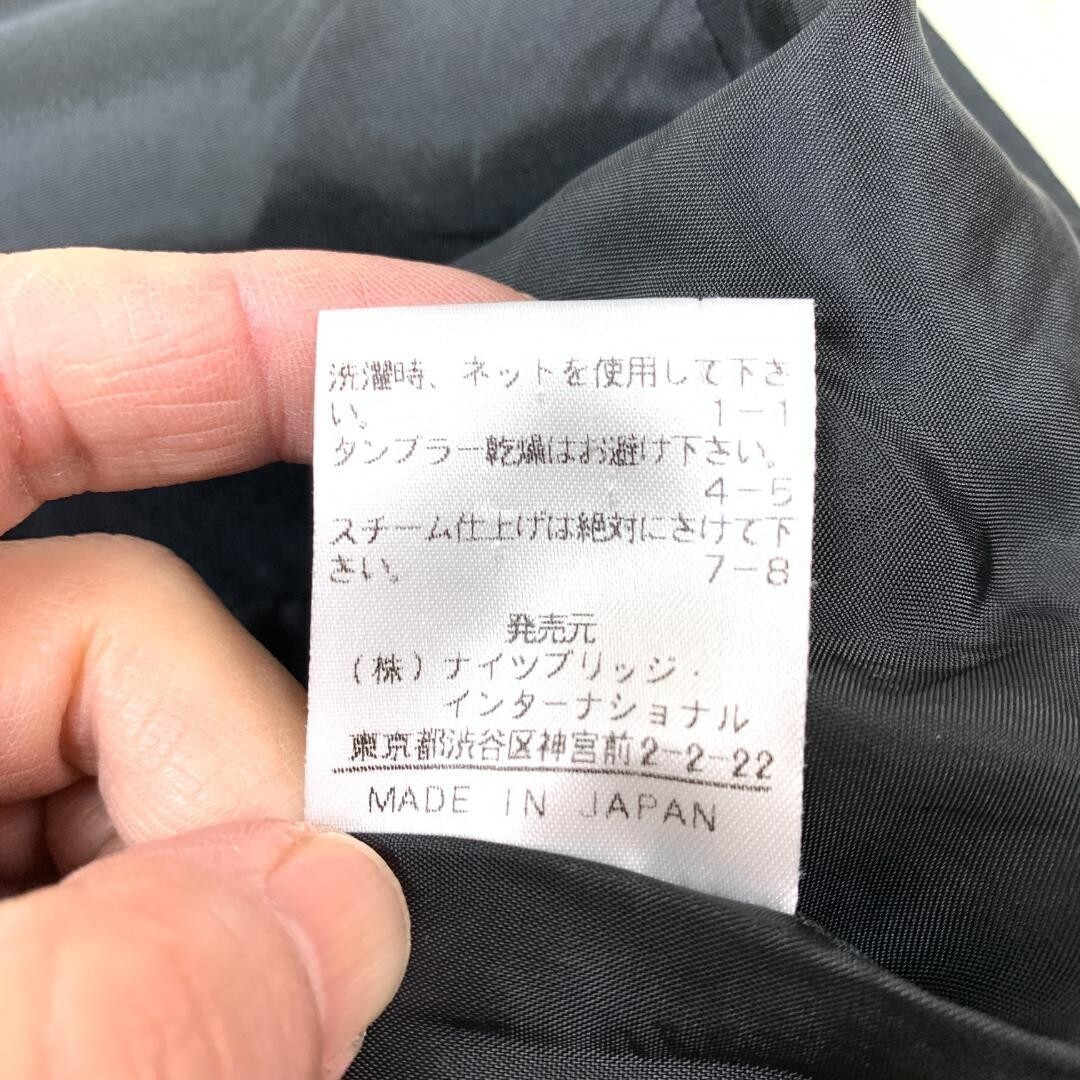 洗濯時、ネットを使用して下さ
い。 1-1
タンブラー乾燥はお避け下さい。
4-5
スチーム仕上げは絶対にさけて下
さい。 7-8
発売元
(株)ナイツブリッジ・
インターナショナル
東京都渋谷区神宮前2-2-22
MADE IN JAPAN